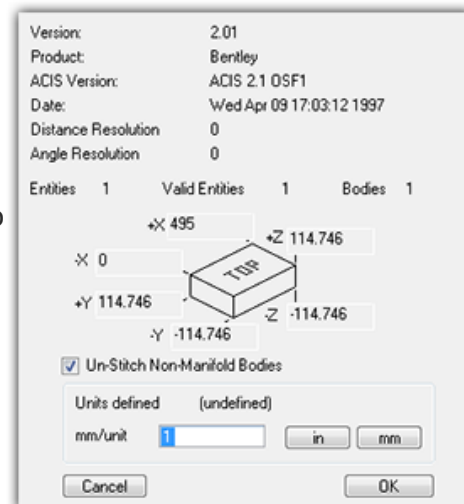 Version: 2.01
Product: Bentley
ACIS Version: ACIS 2.1 OSF1
Date: Wed Apr 09 17:03:12 1997
Distance Resolution 0
Angle Resolution 0
Entities 1 Valid Entities 1 Bodies 1
+X 495
+Z 114.746
-X 0
TOP
+Y 114.746
-Z -114.746
-Y -114.746
Un-Stitch Non-Manifold Bodies
Units defined (undefined)
mm/unit 1 in mm
Cancel OK